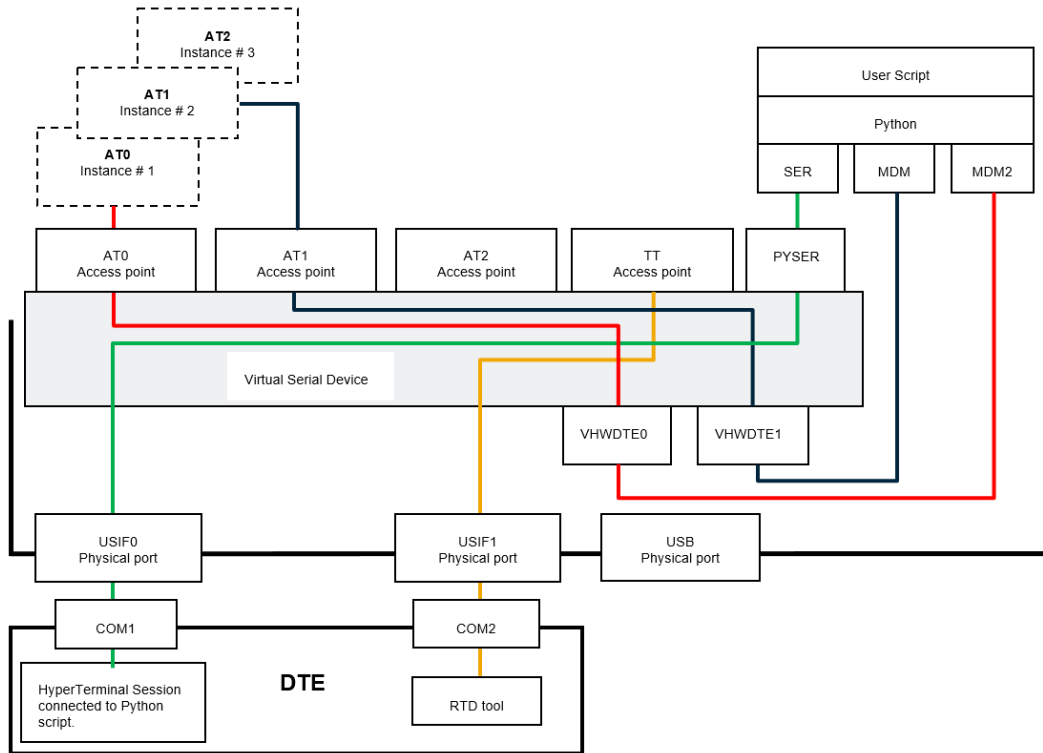 AT2
Instance # 3
AT1
Instance # 2
AT0
Instance # 1
User Script
Python
SER
MDM
MDM2
AT0
Access point
AT1
Access point
AT2
Access point
TT
Access point
PYSER
Virtual Serial Device
VHWDTE0
VHWDTE1
USIF0
Physical port
USIF1
Physical port
USB
Physical port
COM1
COM2
DTE
HyperTerminal Session
connected to Python
script.
RTD tool